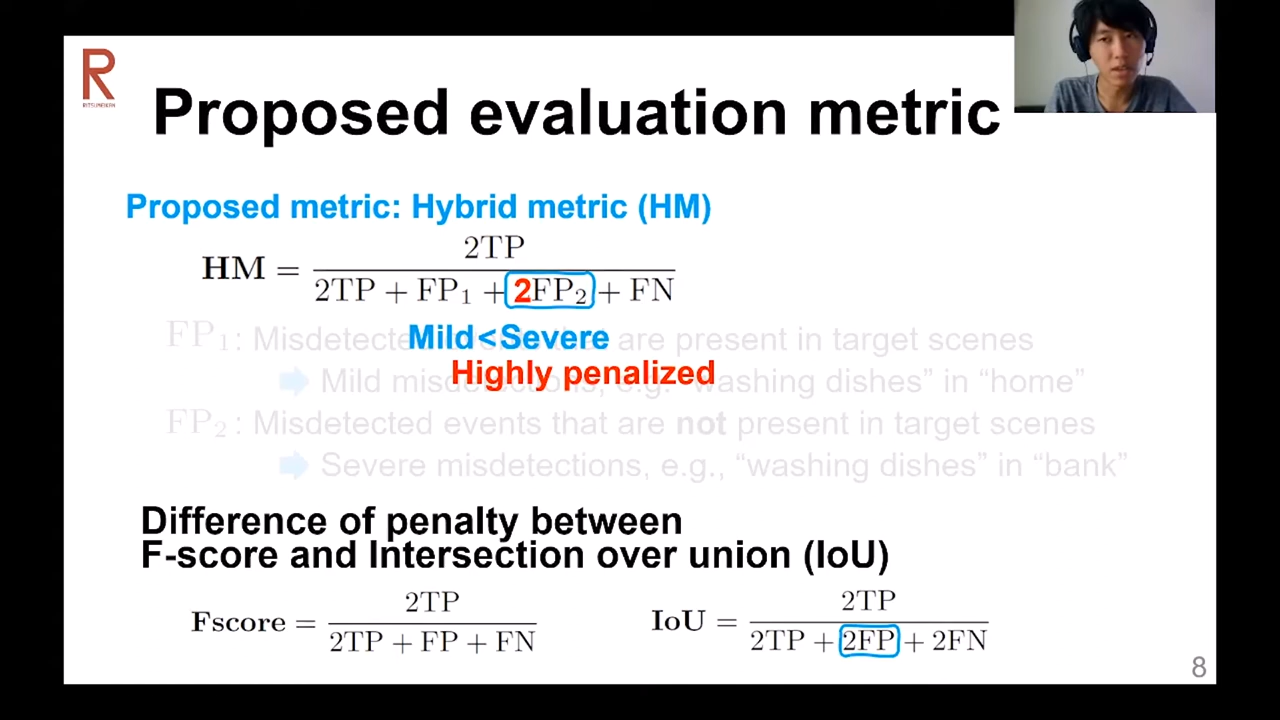 R
RITSUMEIKAN
Proposed evaluation metric
Proposed metric: Hybrid metric (HM)
HM = 2TP / (2TP + FP₁ + 2FP₂ + FN)
Mild<Severe
Highly penalized
FP₁ : Misdetected are present in target scenes
Mild misdetections, e.g. "washing dishes" in "home"
FP₂ : Misdetected events that are not present in target scenes
Severe misdetections, e.g., "washing dishes" in "bank"
Difference of penalty between
F-score and Intersection over union (IoU)
Fscore = 2TP / (2TP + FP + FN)
IoU = 2TP / (2TP + 2FP + 2FN)
8